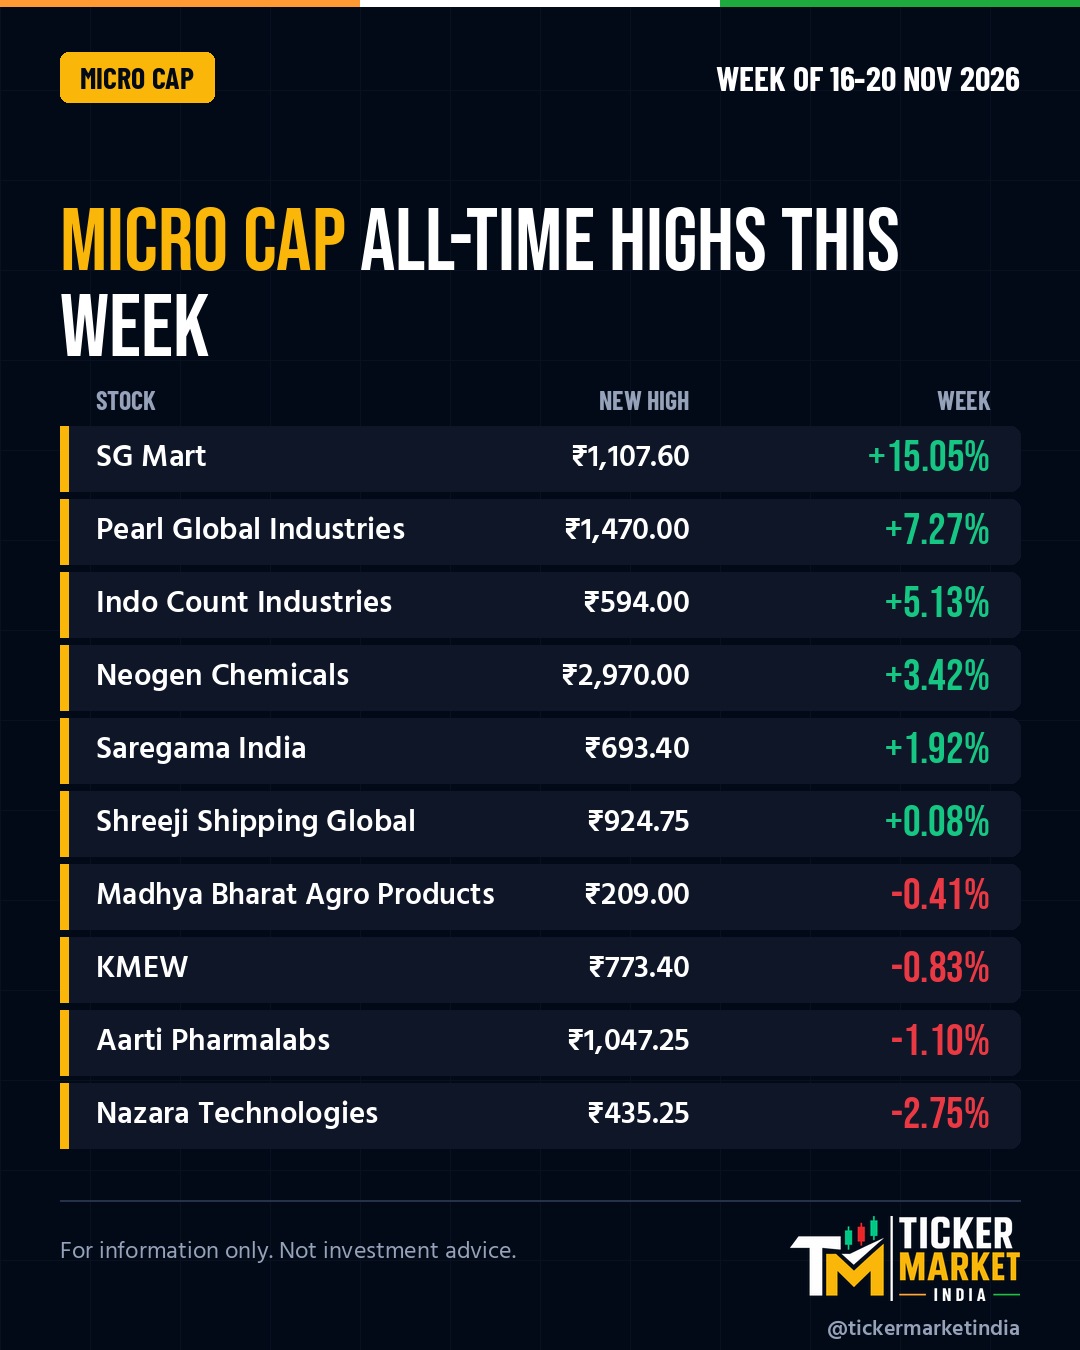 MICRO CAP
WEEK OF 16-20 NOV 2026
MICRO CAP ALL-TIME HIGHS THIS
WEEK
STOCK NEW HIGH WEEK
SG Mart ₹1,107.60 +15.05%
Pearl Global Industries ₹1,470.00 +7.27%
Indo Count Industries ₹594.00 +5.13%
Neogen Chemicals ₹2,970.00 +3.42%
Saregama India ₹693.40 +1.92%
Shreeji Shipping Global ₹924.75 +0.08%
Madhya Bharat Agro Products ₹209.00 -0.41%
KMEW ₹773.40 -0.83%
Aarti Pharmalabs ₹1,047.25 -1.10%
Nazara Technologies ₹435.25 -2.75%
For information only. Not investment advice.
TM
TICKER
MARKET
INDIA
@tickermarketindia